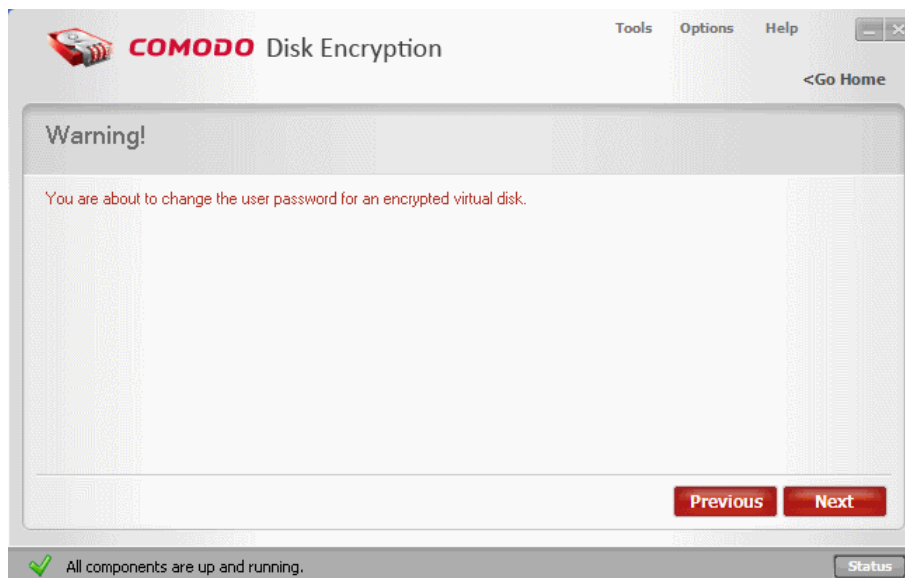 COMODO Disk Encryption
Tools Options Help
<Go Home
Warning!
You are about to change the user password for an encrypted virtual disk.
Previous Next
All components are up and running.
Status